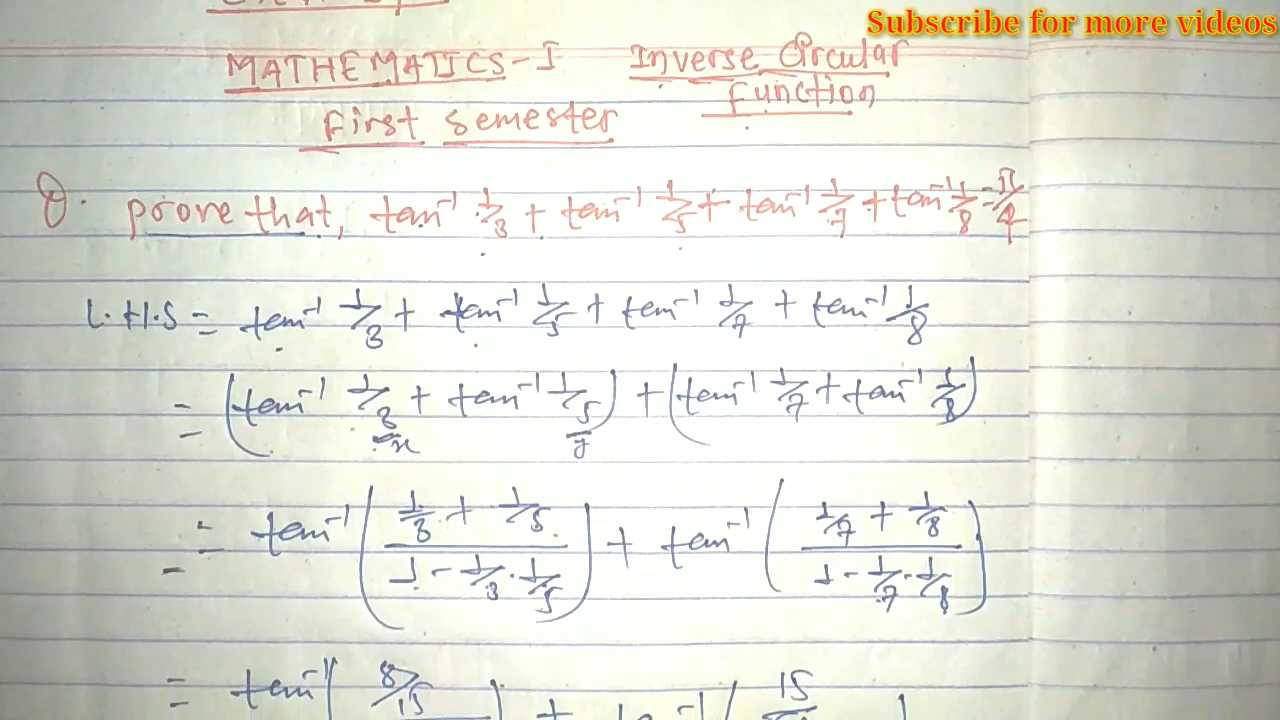 Subscribe for more videos
MATHEMATICS-I Inverse Circular
Function
First semester
Q. prove that, tan⁻¹ 1/3 + tan⁻¹ 1/5 + tan⁻¹ 1/7 + tan⁻¹ 1/8 = π/4
L.H.S = tan⁻¹ 1/3 + tan⁻¹ 1/5 + tan⁻¹ 1/7 + tan⁻¹ 1/8
= (tan⁻¹ 1/3 + tan⁻¹ 1/5) + (tan⁻¹ 1/7 + tan⁻¹ 1/8)
x y
= tan⁻¹ ( (1/3 + 1/5) / (1 - 1/3 · 1/5) ) + tan⁻¹ ( (1/7 + 1/8) / (1 - 1/7 · 1/8) )
= tan⁻¹ ( 8/15 ) + tan⁻¹ ( 15